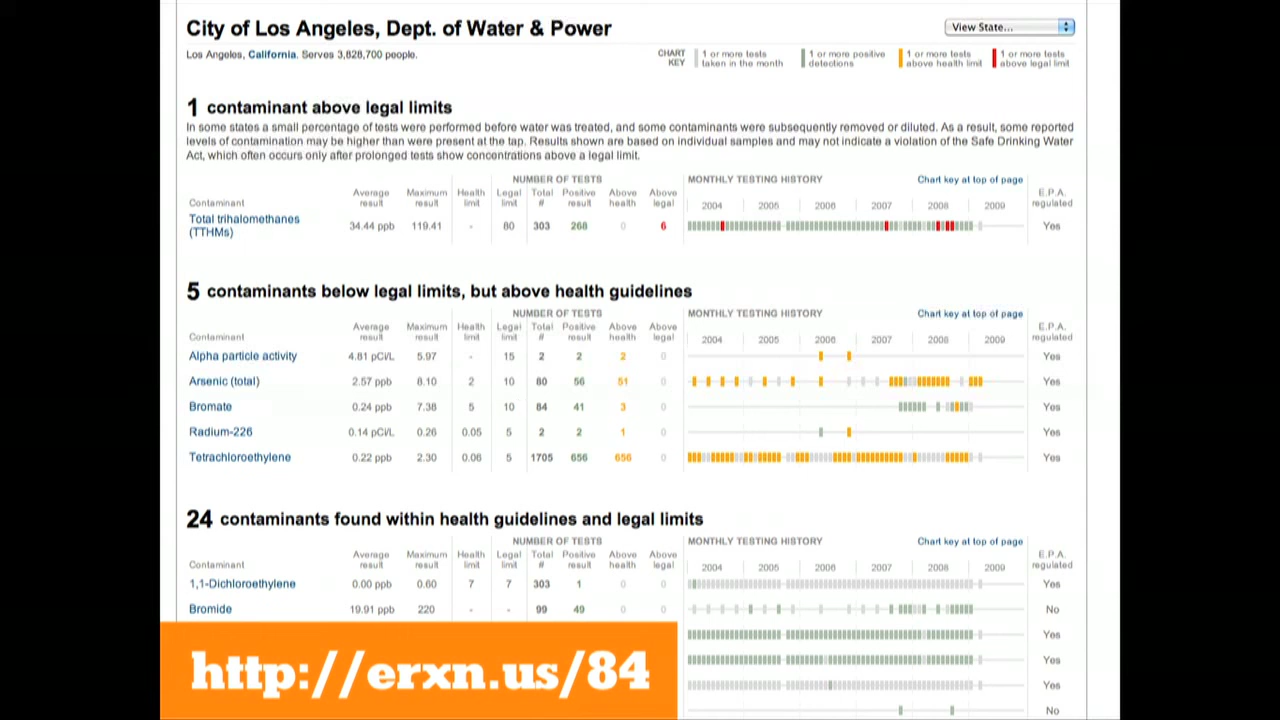 City of Los Angeles, Dept. of Water & Power
View State...
Los Angeles, California. Serves 3,828,700 people.
CHART KEY
1 or more tests taken in the month
1 or more positive detections
1 or more tests above health limit
1 or more tests above legal limit
1 contaminant above legal limits
In some states a small percentage of tests were performed before water was treated, and some contaminants were subsequently removed or diluted. As a result, some reported
levels of contamination may be higher than were present at the tap. Results shown are based on individual samples and may not indicate a violation of the Safe Drinking Water
Act, which often occurs only after prolonged tests show concentrations above a legal limit.
NUMBER OF TESTS MONTHLY TESTING HISTORY Chart key at top of page
Contaminant Average result Maximum result Health limit Legal limit Total # Positive result Above health Above legal 2004 2005 2006 2007 2008 2009 E.P.A. regulated
Total trihalomethanes (TTHMs) 34.44 ppb 119.41 - 80 303 268 0 6 Yes
5 contaminants below legal limits, but above health guidelines
NUMBER OF TESTS MONTHLY TESTING HISTORY Chart key at top of page
Contaminant Average result Maximum result Health limit Legal limit Total # Positive result Above health Above legal 2004 2005 2006 2007 2008 2009 E.P.A. regulated
Alpha particle activity 4.81 pCi/L 5.97 - 15 2 2 2 0 Yes
Arsenic (total) 2.57 ppb 8.10 2 10 80 56 51 0 Yes
Bromate 0.24 ppb 7.38 5 10 84 41 3 0 Yes
Radium-226 0.14 pCi/L 0.26 0.05 5 2 2 1 0 Yes
Tetrachloroethylene 0.22 ppb 2.30 0.06 5 1705 656 656 0 Yes
24 contaminants found within health guidelines and legal limits
NUMBER OF TESTS MONTHLY TESTING HISTORY Chart key at top of page
Contaminant Average result Maximum result Health limit Legal limit Total # Positive result Above health Above legal 2004 2005 2006 2007 2008 2009 E.P.A. regulated
1,1-Dichloroethylene 0.00 ppb 0.60 7 7 303 1 0 0 Yes
Bromide 19.91 ppb 220 - - 99 49 0 0 No
Yes
Yes
Yes
No
http://erxn.us/84